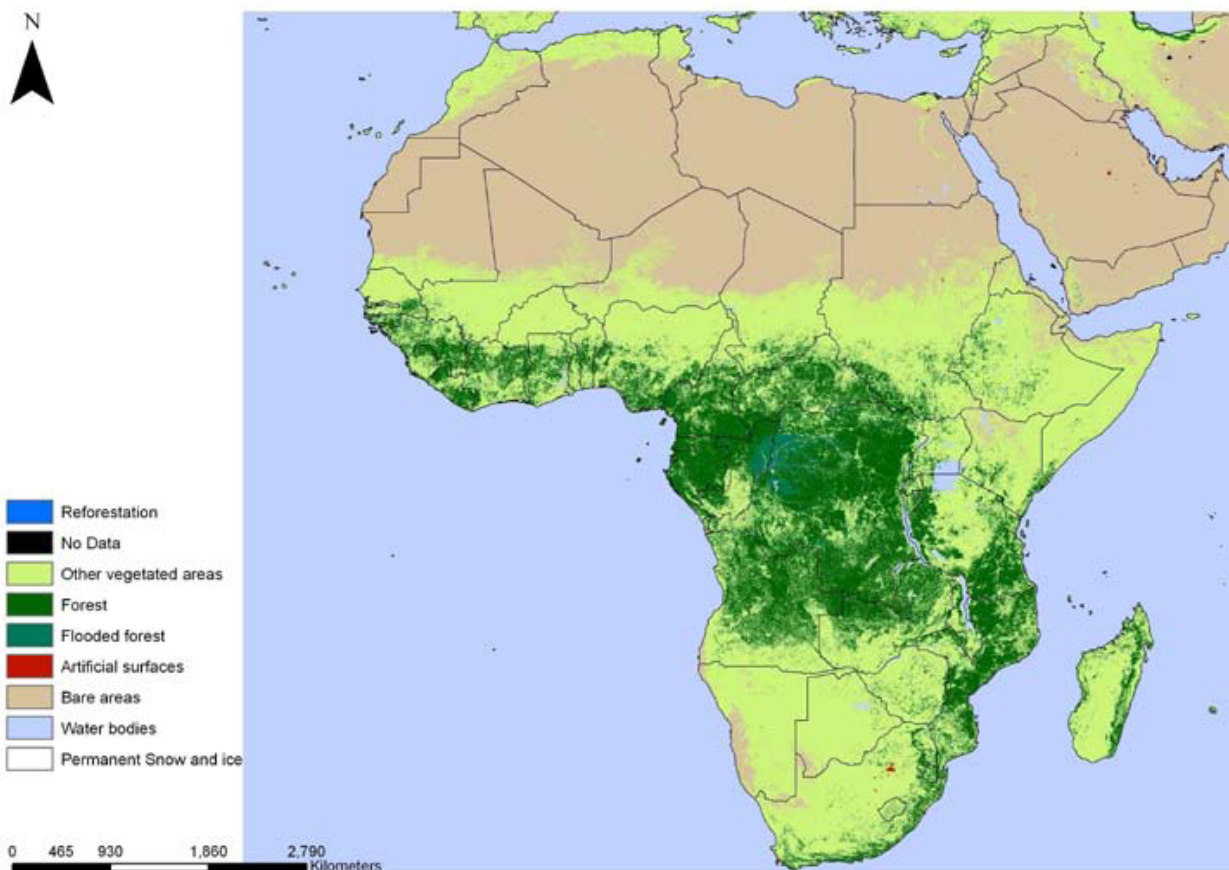 N
Reforestation
No Data
Other vegetated areas
Forest
Flooded forest
Artificial surfaces
Bare areas
Water bodies
Permanent Snow and ice
0 465 930 1,860 2,790
Kilometers